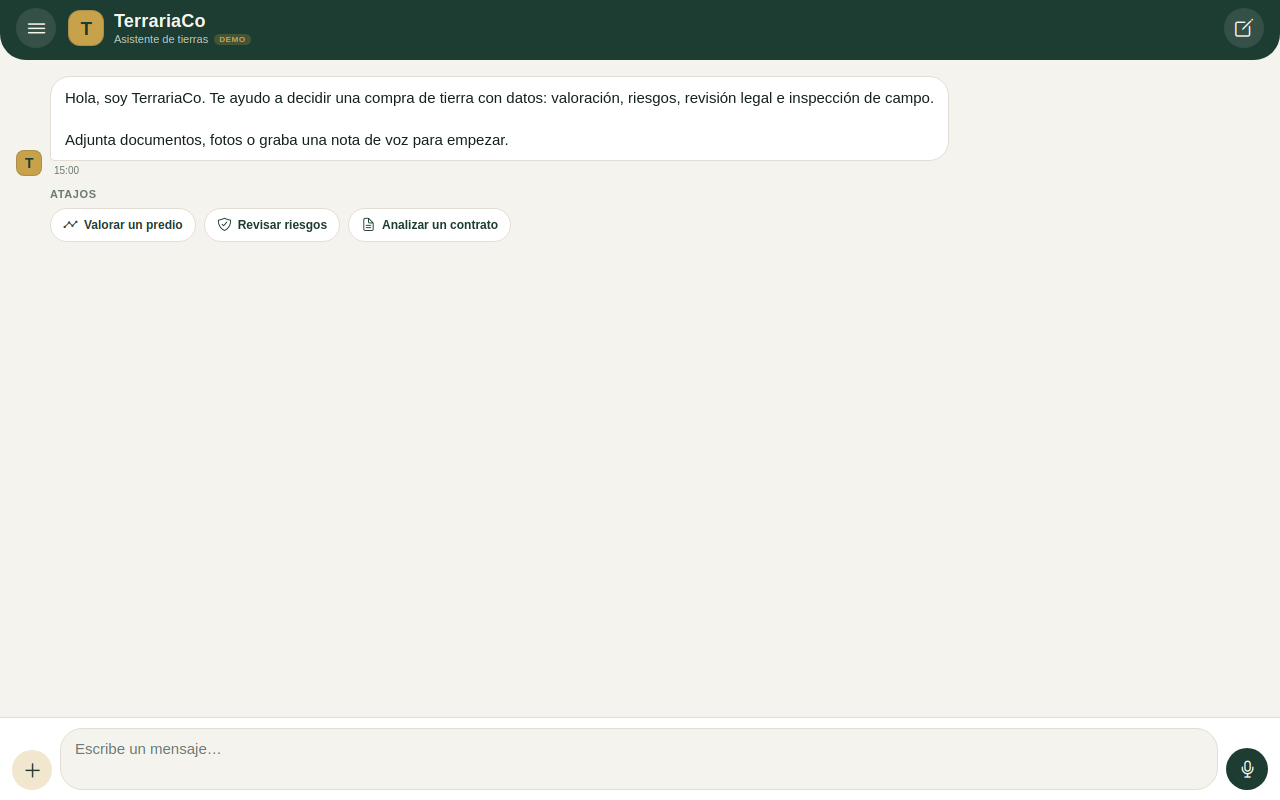 T
TerrariaCo
Asistente de tierras DEMO
Hola, soy TerrariaCo. Te ayudo a decidir una compra de tierra con datos: valoración, riesgos, revisión legal e inspección de campo.
Adjunta documentos, fotos o graba una nota de voz para empezar.
T
15:00
ATAJOS
Valorar un predio
Revisar riesgos
Analizar un contrato
Escribe un mensaje…